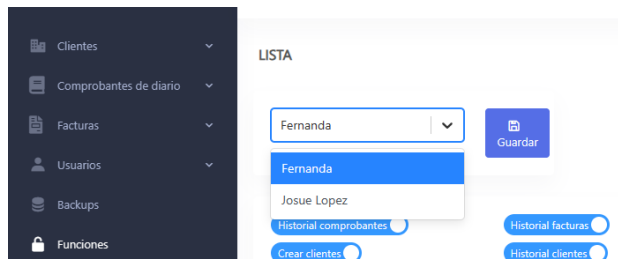 Clientes
Comprobantes de diario
Facturas
Usuarios
Backups
Funciones
LISTA
Fernanda
Guardar
Fernanda
Josue Lopez
Historial comprobantes
Historial facturas
Crear clientes
Historial clientes